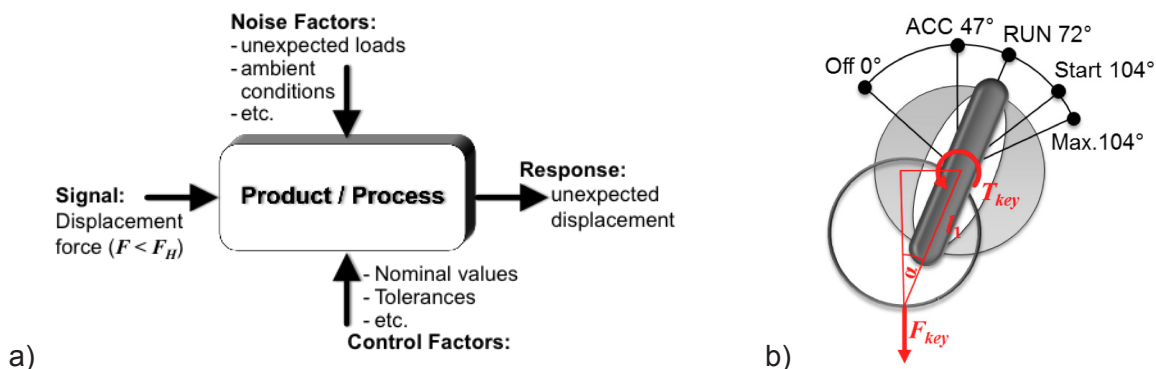 Noise Factors:
- unexpected loads
- ambient
conditions
- etc.
Signal:
Displacement
force (F < F_H)
Product / Process
Response:
unexpected
displacement
- Nominal values
- Tolerances
- etc.
Control Factors:
a)
ACC 47°
RUN 72°
Off 0°
Start 104°
Max.104°
T_key
l_1
α
F_key
b)